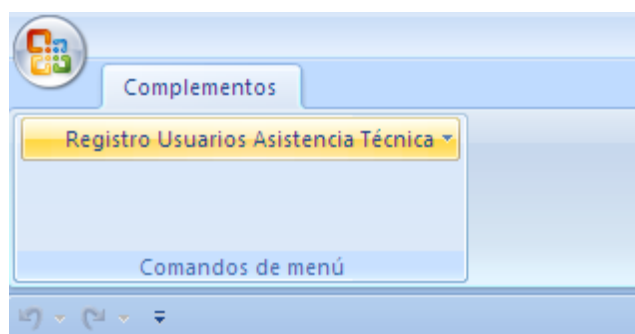 Complementos
Registro Usuarios Asistencia Técnica
Comandos de menú